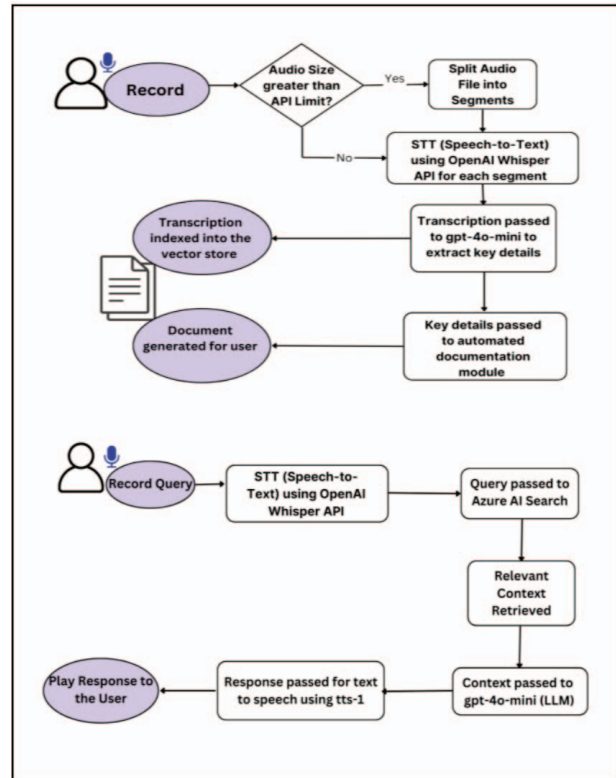 Record
Audio Size
greater than
API Limit?
Yes
Split Audio
File into
Segments
No
STT (Speech-to-Text)
using OpenAI Whisper
API for each segment
Transcription
indexed into the
vector store
Transcription passed
to gpt-4o-mini to
extract key details
Document
generated for user
Key details passed
to automated
documentation
module
Record Query
STT (Speech-to-
Text) using OpenAI
Whisper API
Query passed to
Azure AI Search
Relevant
Context
Retrieved
Play Response to
the User
Response passed for text
to speech using tts-1
Context passed to
gpt-4o-mini (LLM)